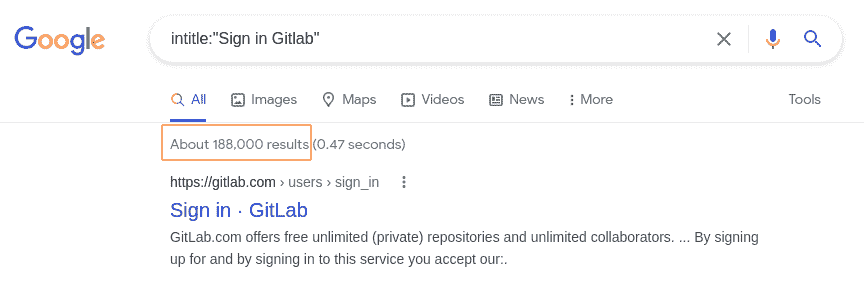 Google
intitle:"Sign in Gitlab"
All Images Maps Videos News More Tools
About 188,000 results (0.47 seconds)
https://gitlab.com › users › sign_in
Sign in · GitLab
GitLab.com offers free unlimited (private) repositories and unlimited collaborators. ... By signing
up for and by signing in to this service you accept our:.